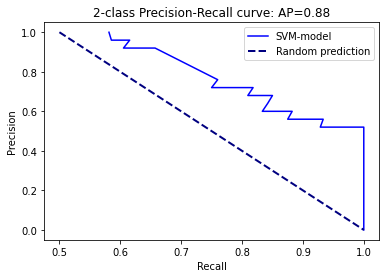 2-class Precision-Recall curve: AP=0.88
SVM-model
Random prediction
Precision
1.0
0.8
0.6
0.4
0.2
0.0
0.5
0.6
0.7
0.8
0.9
1.0
Recall